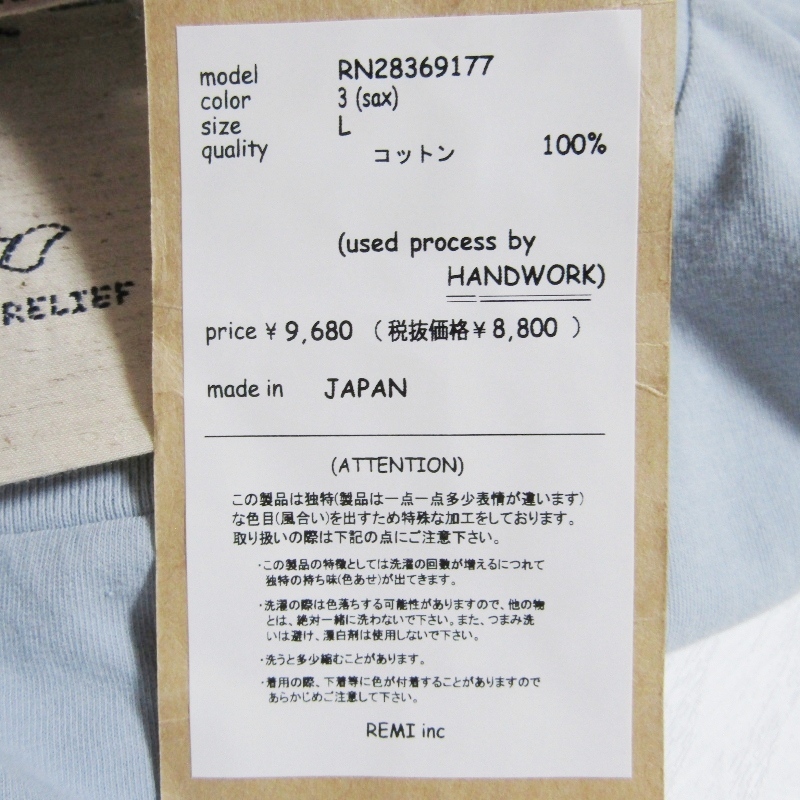 RELIEF
model RN28369177
color 3 (sax)
size L
quality コットン 100%
(used process by
HANDWORK)
price ¥ 9,680 (税抜価格¥ 8,800 )
made in JAPAN
(ATTENTION)
この製品は独特(製品は一点一点多少表情が違います)
な色目(風合い)を出すため特殊な加工をしております。
取り扱いの際は下記の点にご注意下さい。
・この製品の特徴としては洗濯の回数が増えるにつれて
独特の持ち味(色あせ)が出てきます。
・洗濯の際は色落ちする可能性がありますので、他の物
とは、絶対一緒に洗わないで下さい。また、つまみ洗
いは避け、漂白剤は使用しないで下さい。
・洗うと多少縮むことがあります。
・着用の際、下着等に色が付着することがありますので
あらかじめご注意して下さい。
REMI inc